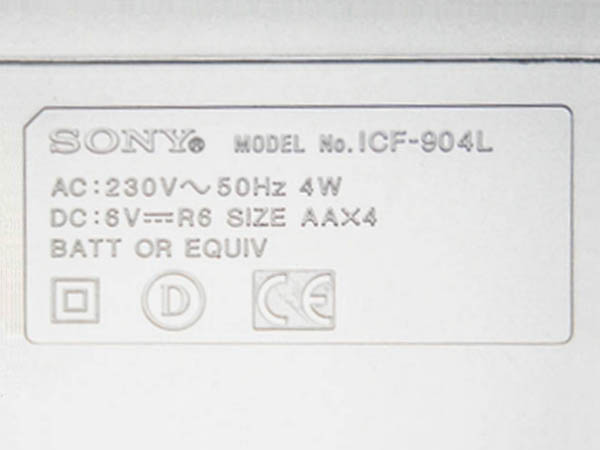 SONY® MODEL No. ICF-904L
AC:230V～50Hz 4W
DC:6V⎓R6 SIZE AAX4
BATT OR EQUIV
D CE